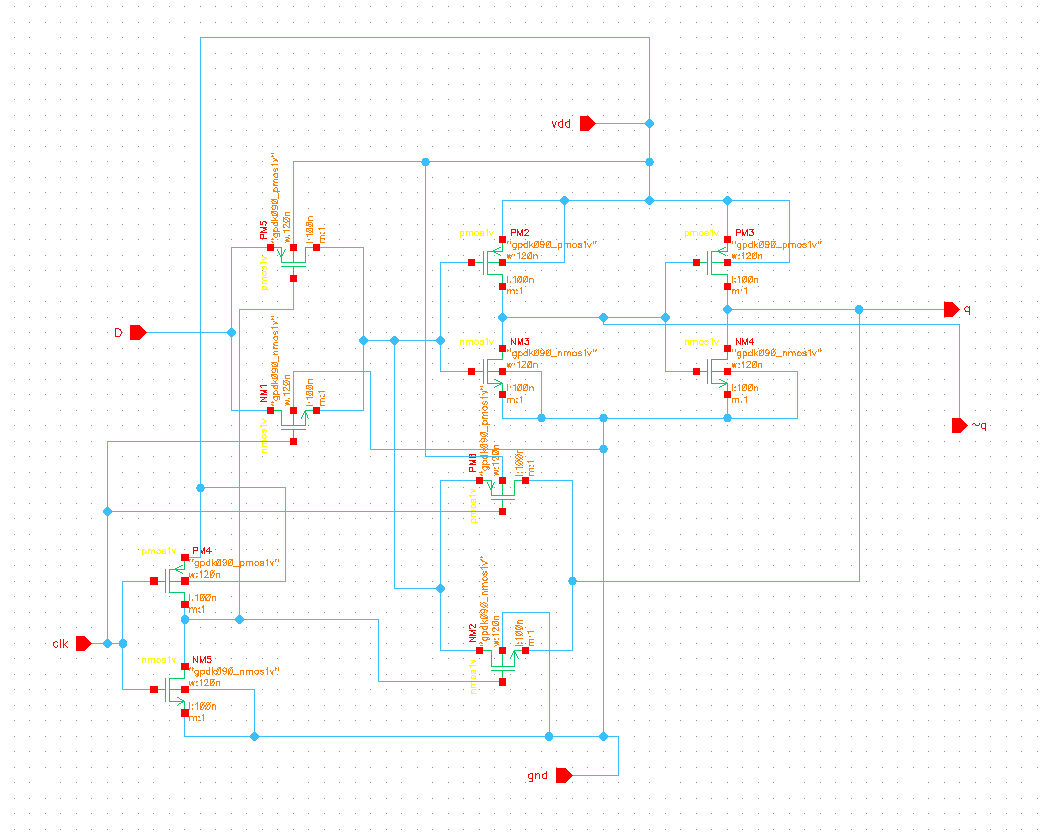 vdd
pmos1v
PM5
"gpdk090_pmos1v"
w:120n
l:100n
m:1
pmos1v
PM2
"gpdk090_pmos1v"
w:120n
l:100n
m:1
pmos1v
PM3
"gpdk090_pmos1v"
w:120n
l:100n
m:1
D
q
nmos1v
NM1
"gpdk090_nmos1v"
w:120n
l:100n
m:1
nmos1v
NM3
"gpdk090_nmos1v"
w:120n
l:100n
m:1
nmos1v
NM4
"gpdk090_nmos1v"
w:120n
l:100n
m:1
~q
pmos1v
"gpdk090_pmos1v"
w:120n
l:100n
m:1
pmos1v
PM4
"gpdk090_pmos1v"
w:120n
l:100n
m:1
clk
nmos1v
NM2
"gpdk090_nmos1v"
w:120n
l:100n
m:1
nmos1v
NM5
"gpdk090_nmos1v"
w:120n
l:100n
m:1
gnd